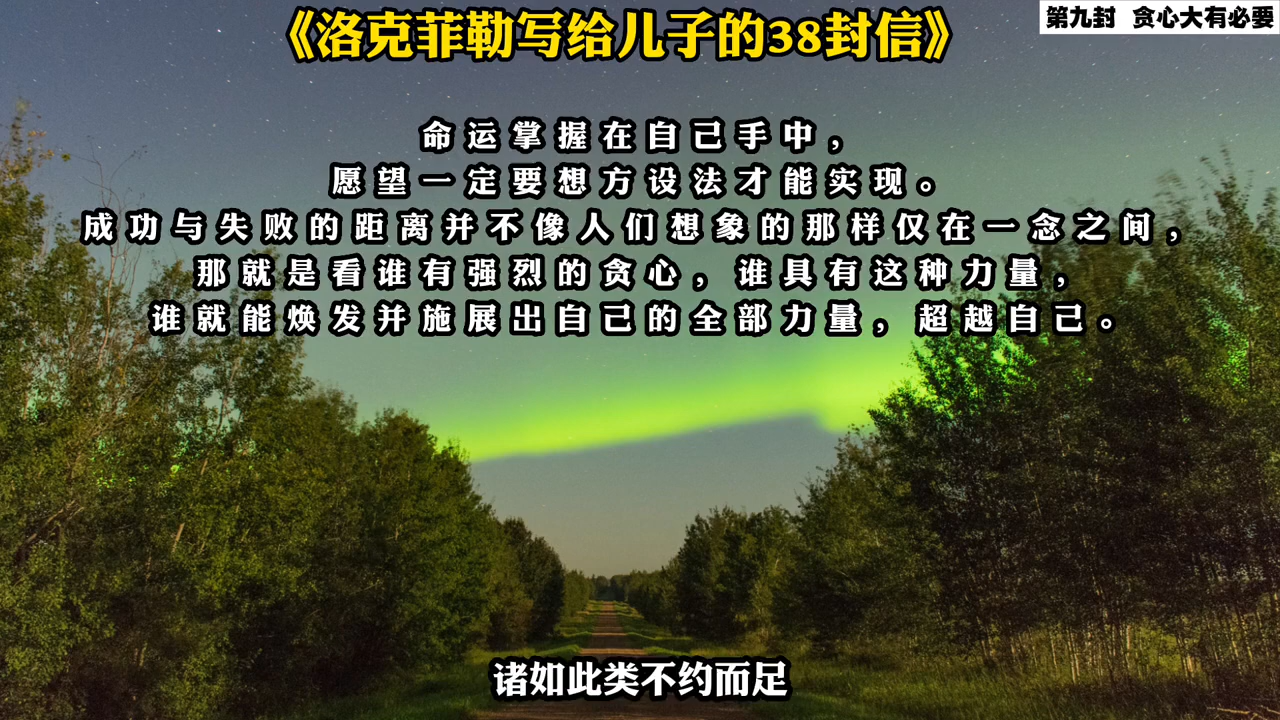 《洛克菲勒写给儿子的38封信》
第九封 贪心大有必要
命运掌握在自己手中，
愿望一定要想方设法才能实现。
成功与失败的距离并不像人们想象的那样仅在一念之间，
那就是看谁有强烈的贪心，谁具有这种力量，
谁就能焕发并施展出自己的全部力量，超越自己。
诸如此类不约而足